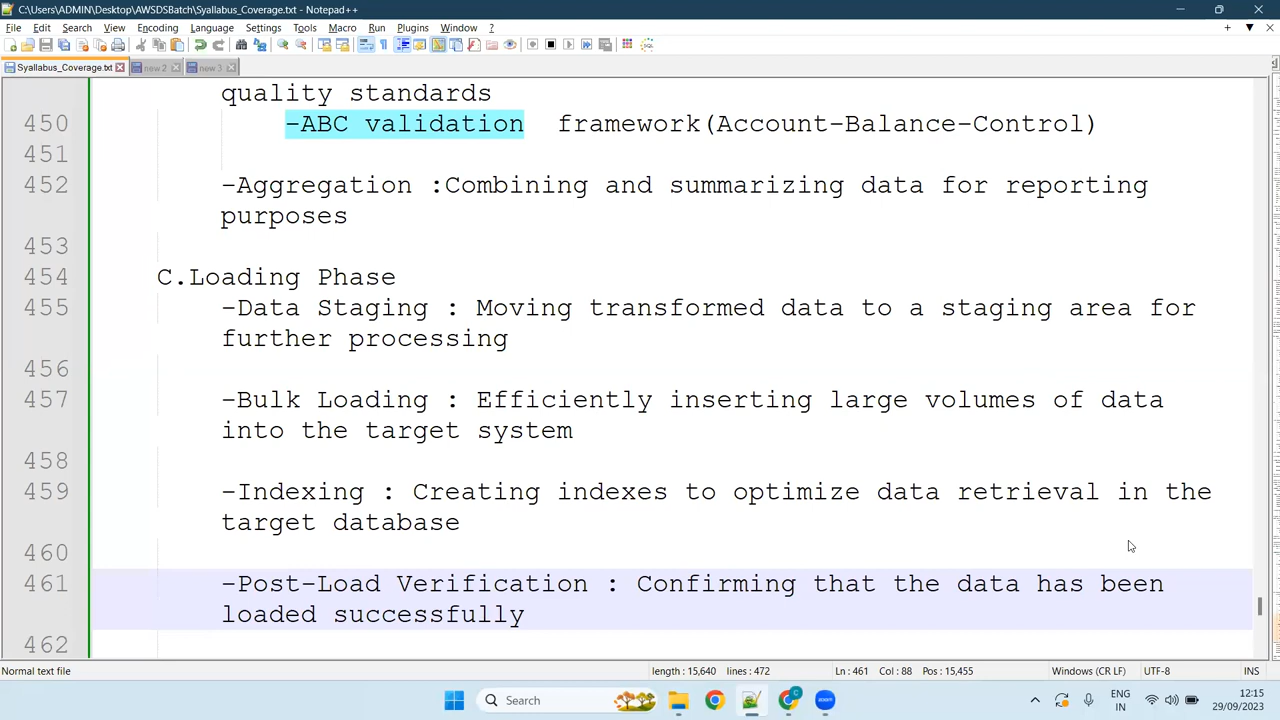 C:\Users\ADMIN\Desktop\AWSDSBatch\Syallabus_Coverage.txt - Notepad++
File Edit Search View Encoding Language Settings Tools Macro Run Plugins Window ?
Syallabus_Coverage.txt new 2 new 3
quality standards
450 -ABC validation framework(Account-Balance-Control)
451
452 -Aggregation :Combining and summarizing data for reporting
purposes
453
454 C.Loading Phase
455 -Data Staging : Moving transformed data to a staging area for
further processing
456
457 -Bulk Loading : Efficiently inserting large volumes of data
into the target system
458
459 -Indexing : Creating indexes to optimize data retrieval in the
target database
460
461 -Post-Load Verification : Confirming that the data has been
loaded successfully
462
Normal text file length : 15,640 lines : 472 Ln : 461 Col : 88 Pos : 15,455 Windows (CR LF) UTF-8 INS
Search ENG IN 12:15 29/09/2023